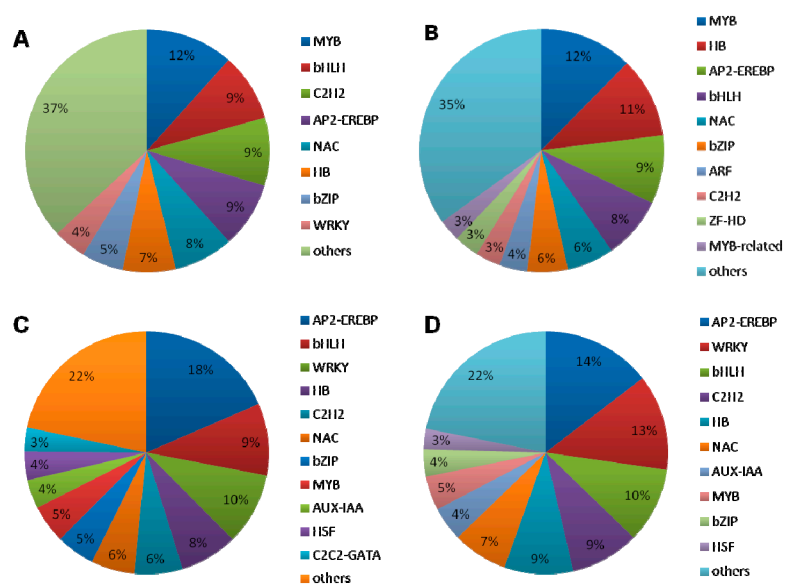 A
12%
9%
9%
9%
8%
7%
5%
4%
37%
MYB
bHLH
C2H2
AP2-EREBP
NAC
HB
bZIP
WRKY
others
B
12%
11%
9%
8%
6%
6%
4%
3%
3%
3%
35%
MYB
HB
AP2-EREBP
bHLH
NAC
bZIP
ARF
C2H2
ZF-HD
MYB-related
others
C
18%
9%
10%
8%
6%
6%
5%
5%
4%
4%
3%
22%
AP2-EREBP
bHLH
WRKY
HB
C2H2
NAC
bZIP
MYB
AUX-IAA
HSF
C2C2-GATA
others
D
14%
13%
10%
9%
9%
7%
4%
5%
4%
3%
22%
AP2-EREBP
WRKY
bHLH
C2H2
HB
NAC
AUX-IAA
MYB
bZIP
HSF
others